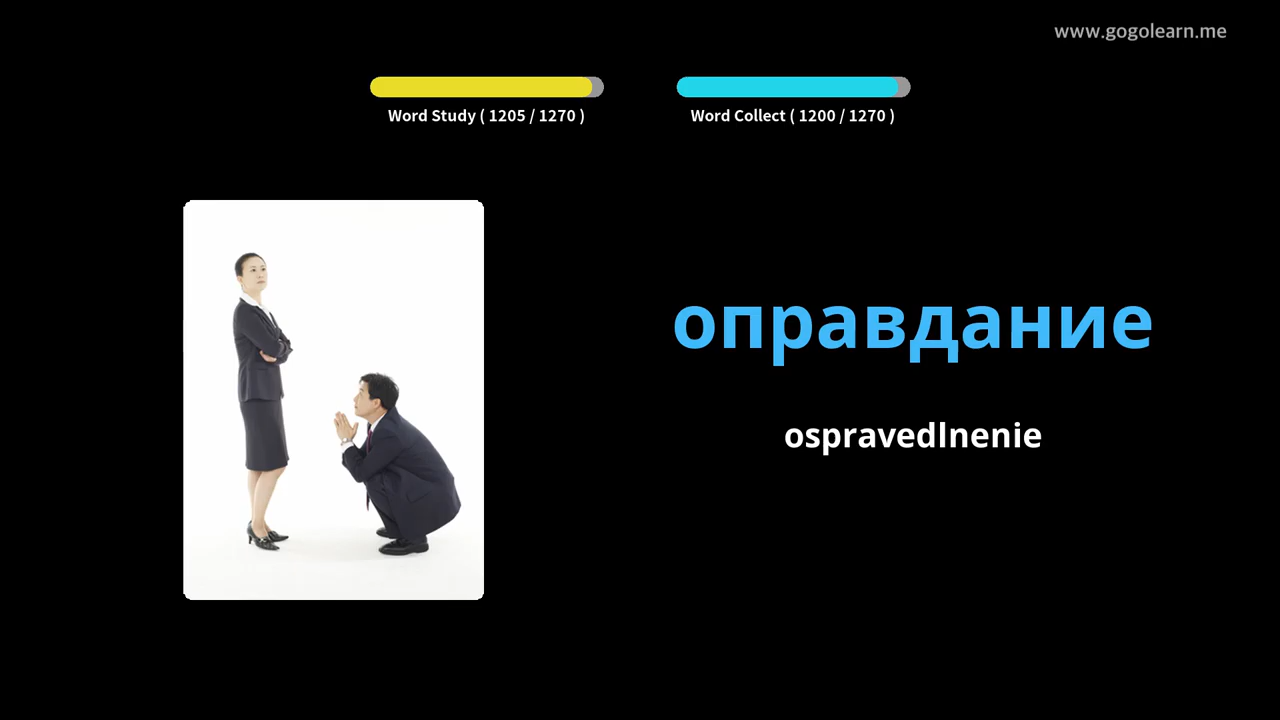 www.gogolearn.me
Word Study ( 1205 / 1270 )
Word Collect ( 1200 / 1270 )
оправдание
ospravedlnenie